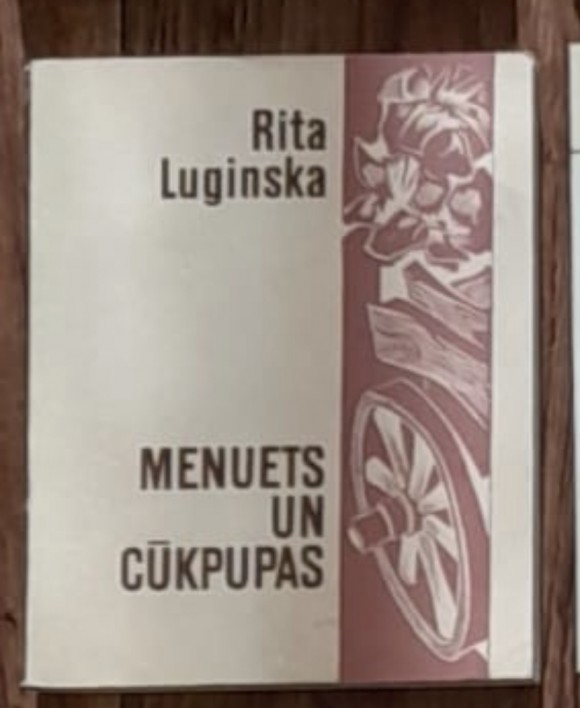 Rita
Luginska
MENUETS
UN
CŪKPUPAS